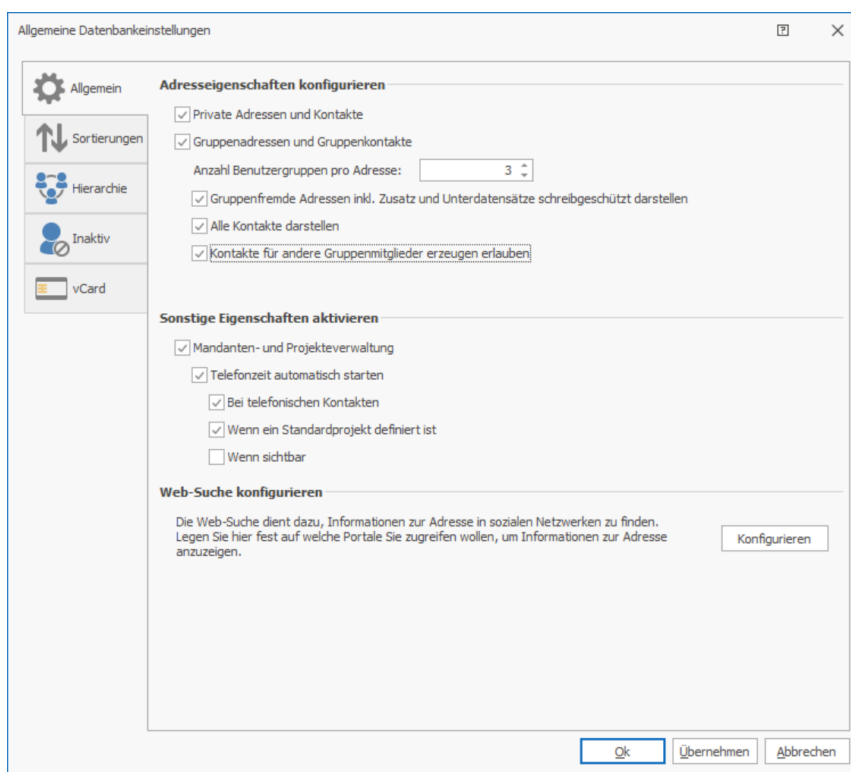 Allgemeine Datenbankeinstellungen
Allgemein
Sortierungen
Hierarchie
Inaktiv
vCard
Adresseigenschaften konfigurieren
Private Adressen und Kontakte
Gruppenadressen und Gruppenkontakte
Anzahl Benutzergruppen pro Adresse: 3
Gruppenfremde Adressen inkl. Zusatz und Unterdatensätze schreibgeschützt darstellen
Alle Kontakte darstellen
Kontakte für andere Gruppenmitglieder erzeugen erlauben
Sonstige Eigenschaften aktivieren
Mandanten- und Projekteverwaltung
Telefonzeit automatisch starten
Bei telefonischen Kontakten
Wenn ein Standardprojekt definiert ist
Wenn sichtbar
Web-Suche konfigurieren
Die Web-Suche dient dazu, Informationen zur Adresse in sozialen Netzwerken zu finden.
Legen Sie hier fest auf welche Portale Sie zugreifen wollen, um Informationen zur Adresse
anzuzeigen.
Konfigurieren
Ok Übernehmen Abbrechen